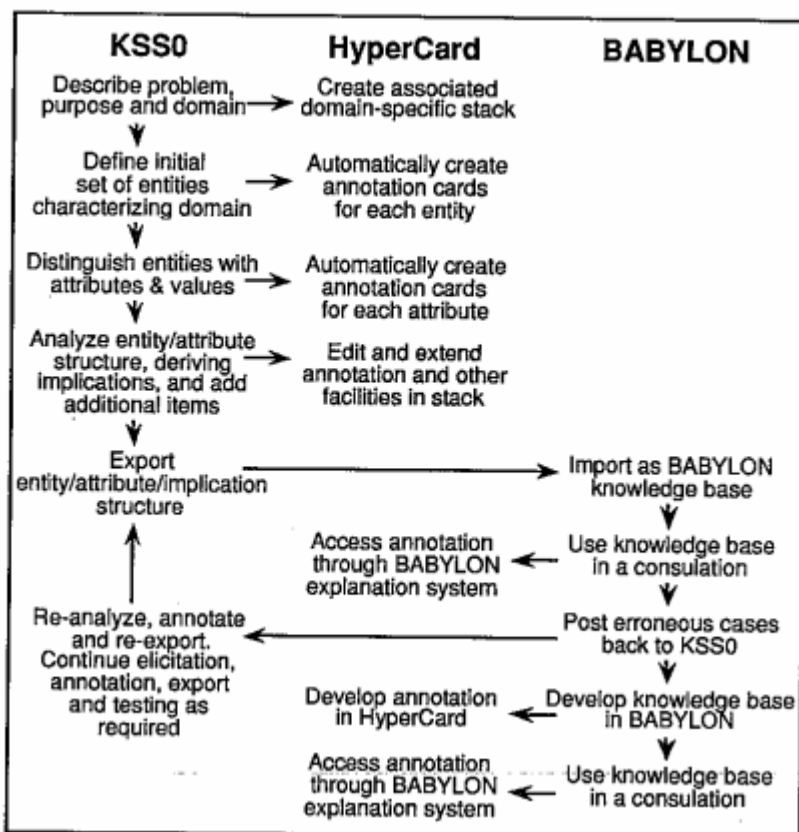 KSS0 HyperCard BABYLON
Describe problem,
purpose and domain
Create associated
domain-specific stack
Define initial
set of entities
characterizing domain
Automatically create
annotation cards
for each entity
Distinguish entities with
attributes & values
Automatically create
annotation cards
for each attribute
Analyze entity/attribute
structure, deriving
implications, and add
additional items
Edit and extend
annotation and other
facilities in stack
Export
entity/attribute/implication
structure
Import as BABYLON
knowledge base
Access annotation
through BABYLON
explanation system
Use knowledge base
in a consulation
Re-analyze, annotate
and re-export.
Continue elicitation,
annotation, export
and testing as
required
Post erroneous cases
back to KSS0
Develop annotation
in HyperCard
Develop knowledge base
in BABYLON
Access annotation
through BABYLON
explanation system
Use knowledge base
in a consulation